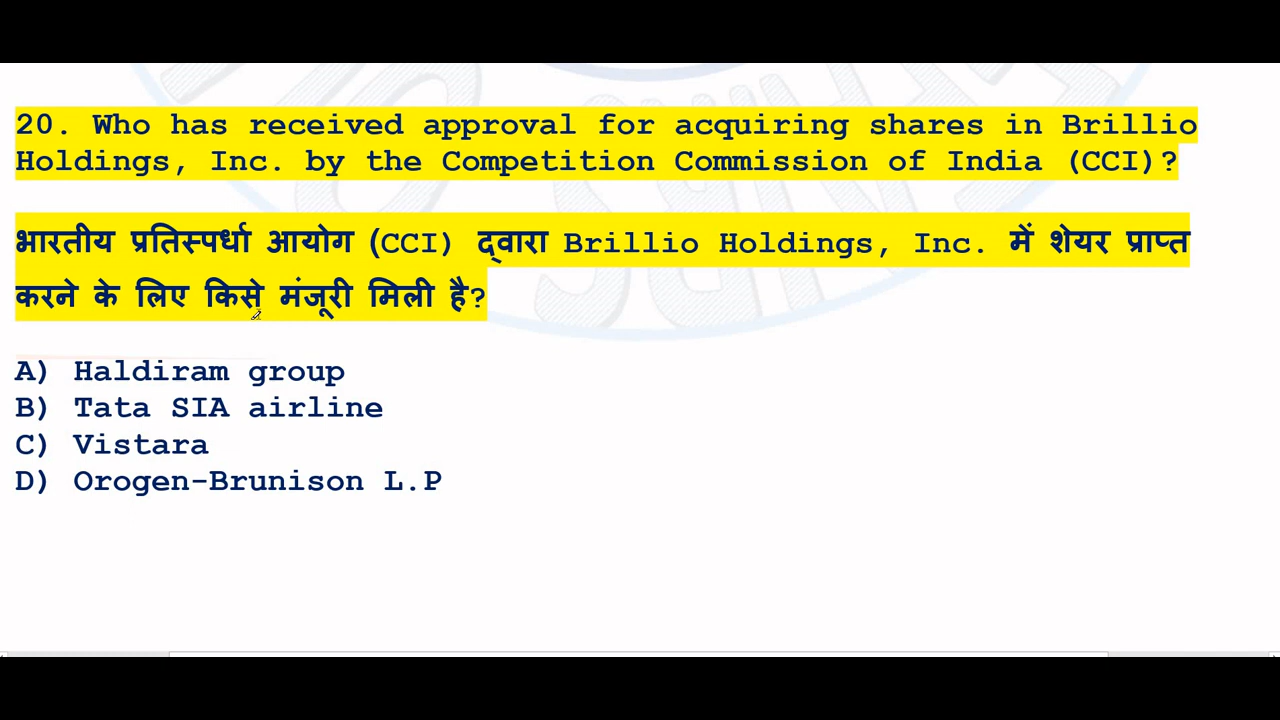 20. Who has received approval for acquiring shares in Brillio
Holdings, Inc. by the Competition Commission of India (CCI)?
भारतीय प्रतिस्पर्धा आयोग (CCI) द्वारा Brillio Holdings, Inc. में शेयर प्राप्त
करने के लिए किसे मंजूरी मिली है?
A) Haldiram group
B) Tata SIA airline
C) Vistara
D) Orogen-Brunison L.P